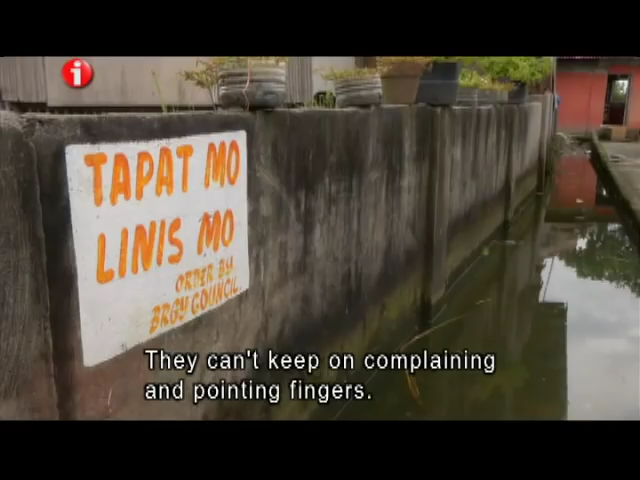 i
TAPAT MO
LINIS MO
ORDER BY
BRGY COUNCIL
They can't keep on complaining
and pointing fingers.